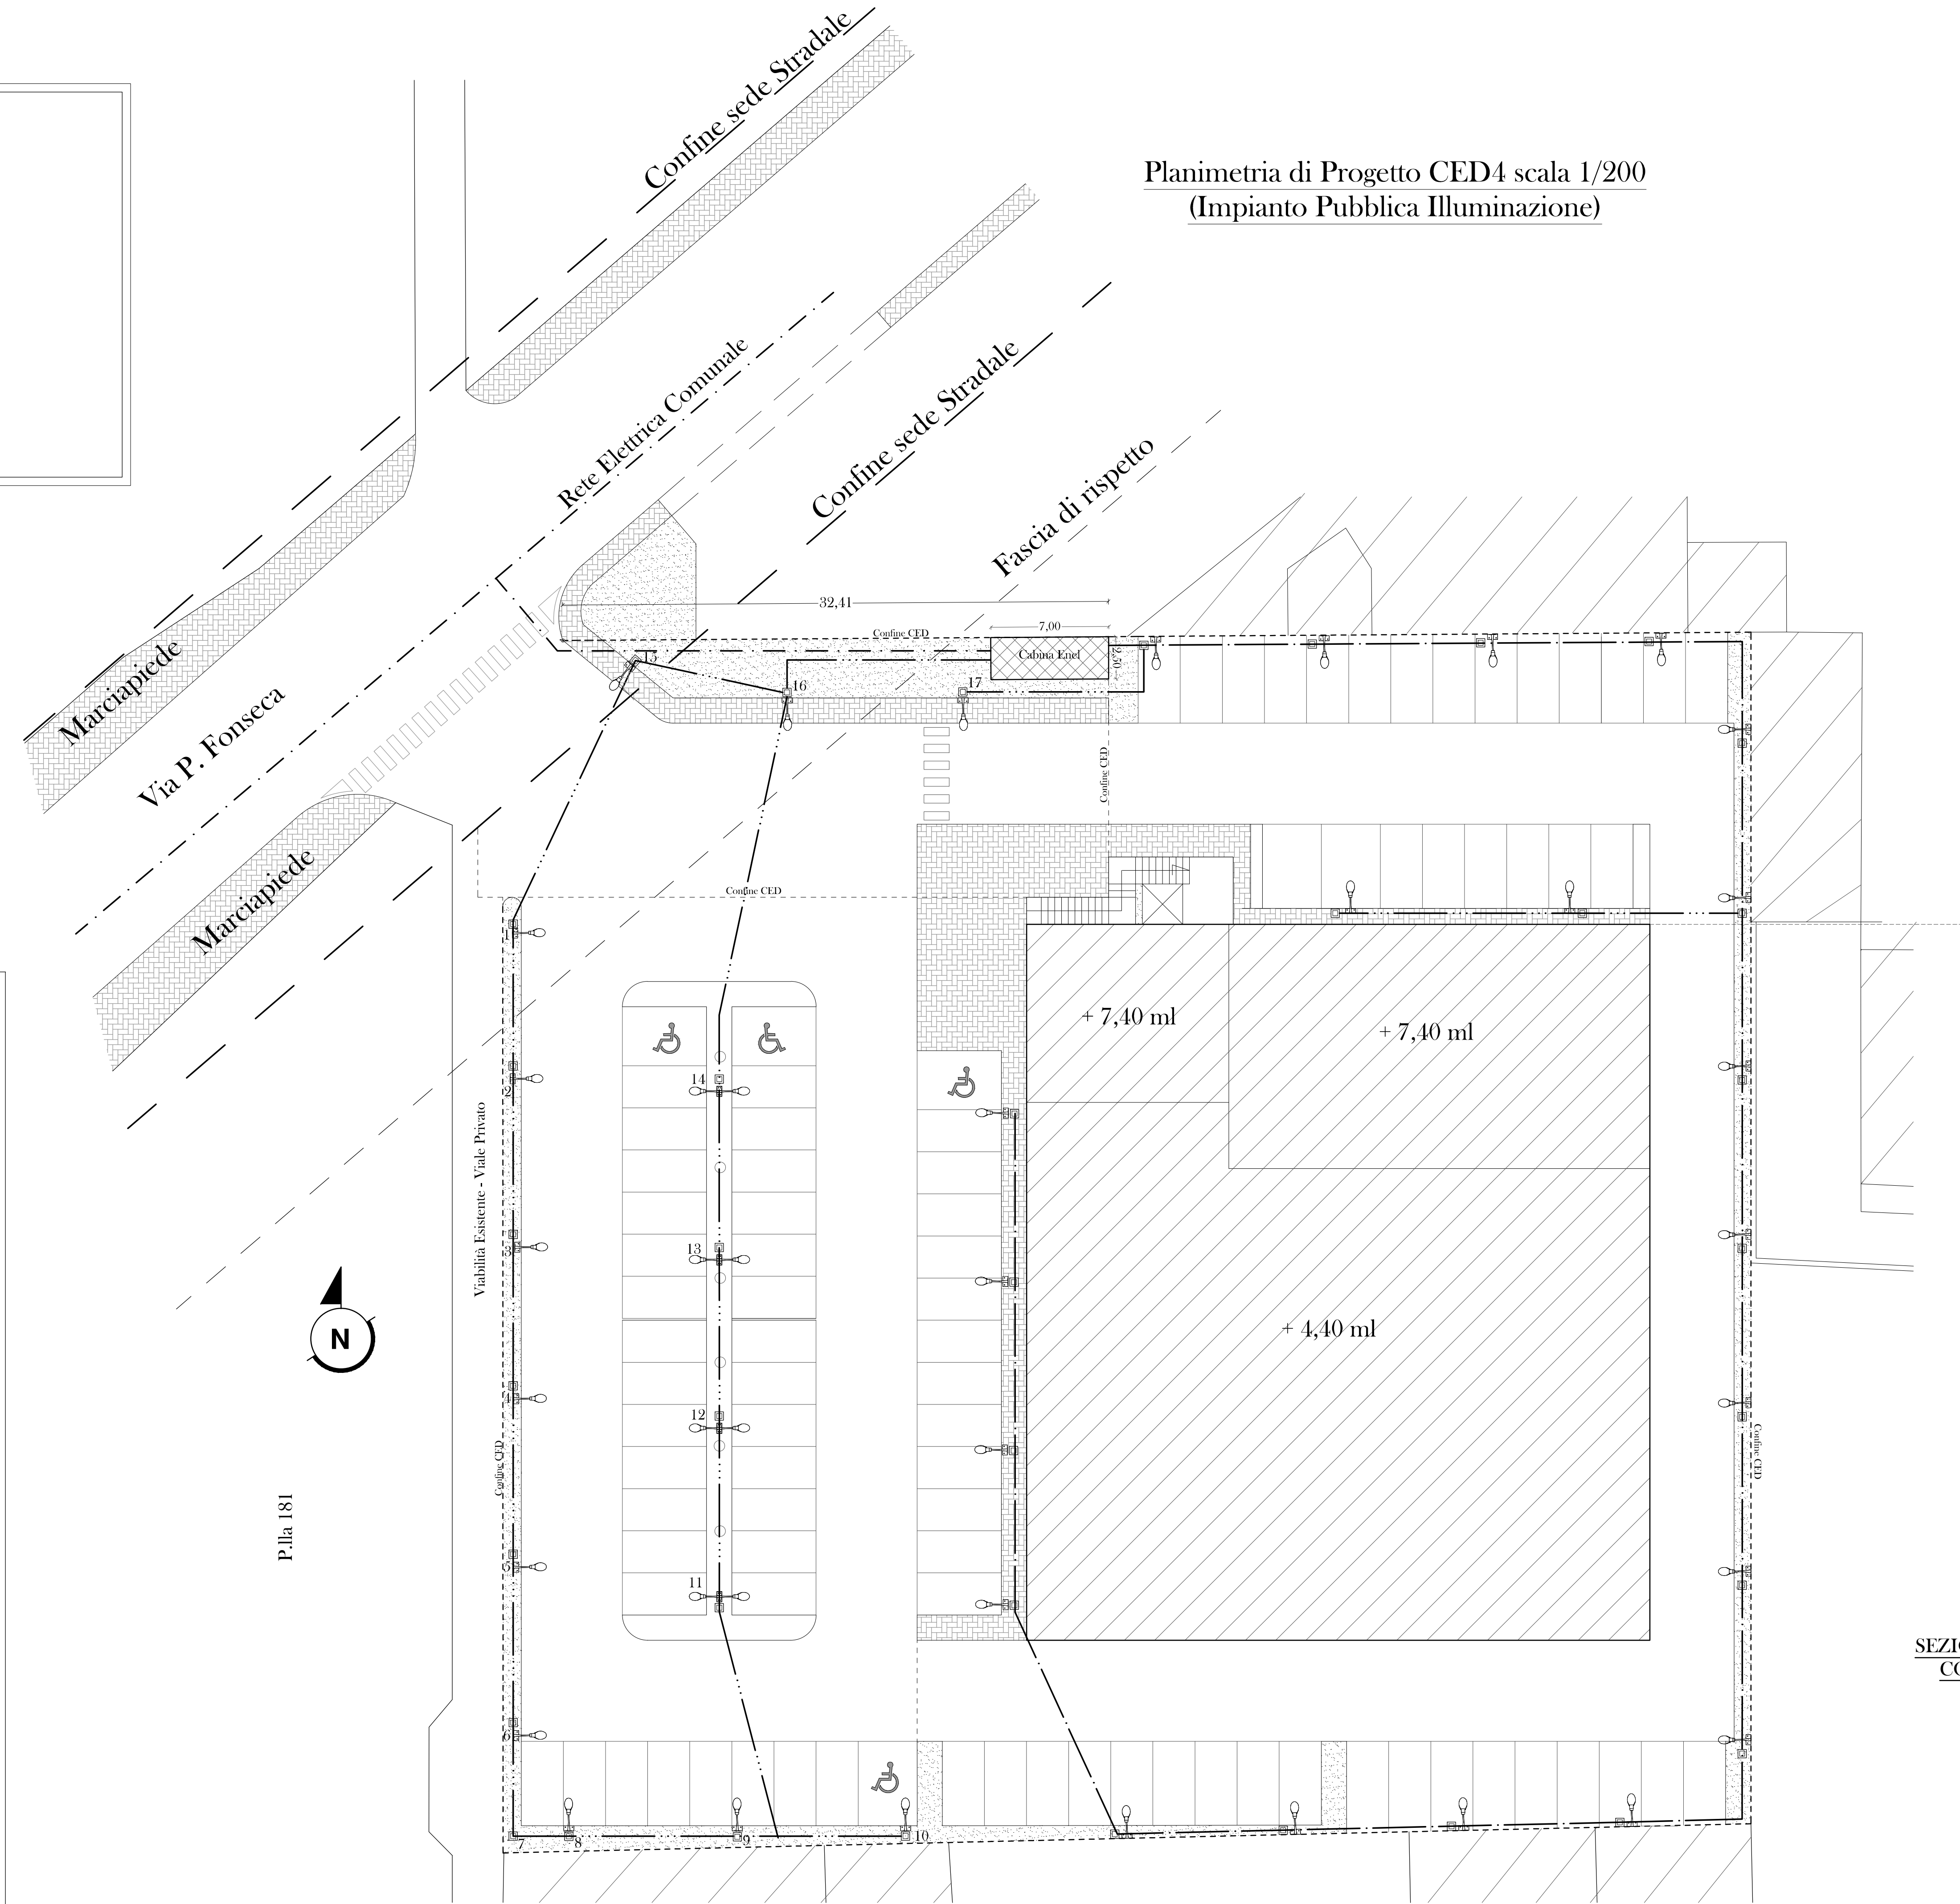 Confine sede Stradale
Planimetria di Progetto CED4 scala 1/200
(Impianto Pubblica Illuminazione)
Rete Elettrica Comunale
Confine sede Stradale
Fascia di rispetto
32,41
7,00
Confine CED
Cabina Enel
2,50
15
16
17
Marciapiede
Via P. Fonseca
Confine CED
Marciapiede
Confine CED
1
+ 7,40 ml
+ 7,40 ml
2
14
Viabilità Esistente - Viale Privato
3
13
N
+ 4,40 ml
4
12
Confine CED
Confine CED
P.lla 181
5
11
SEZI
CO
6
7
8
9
10